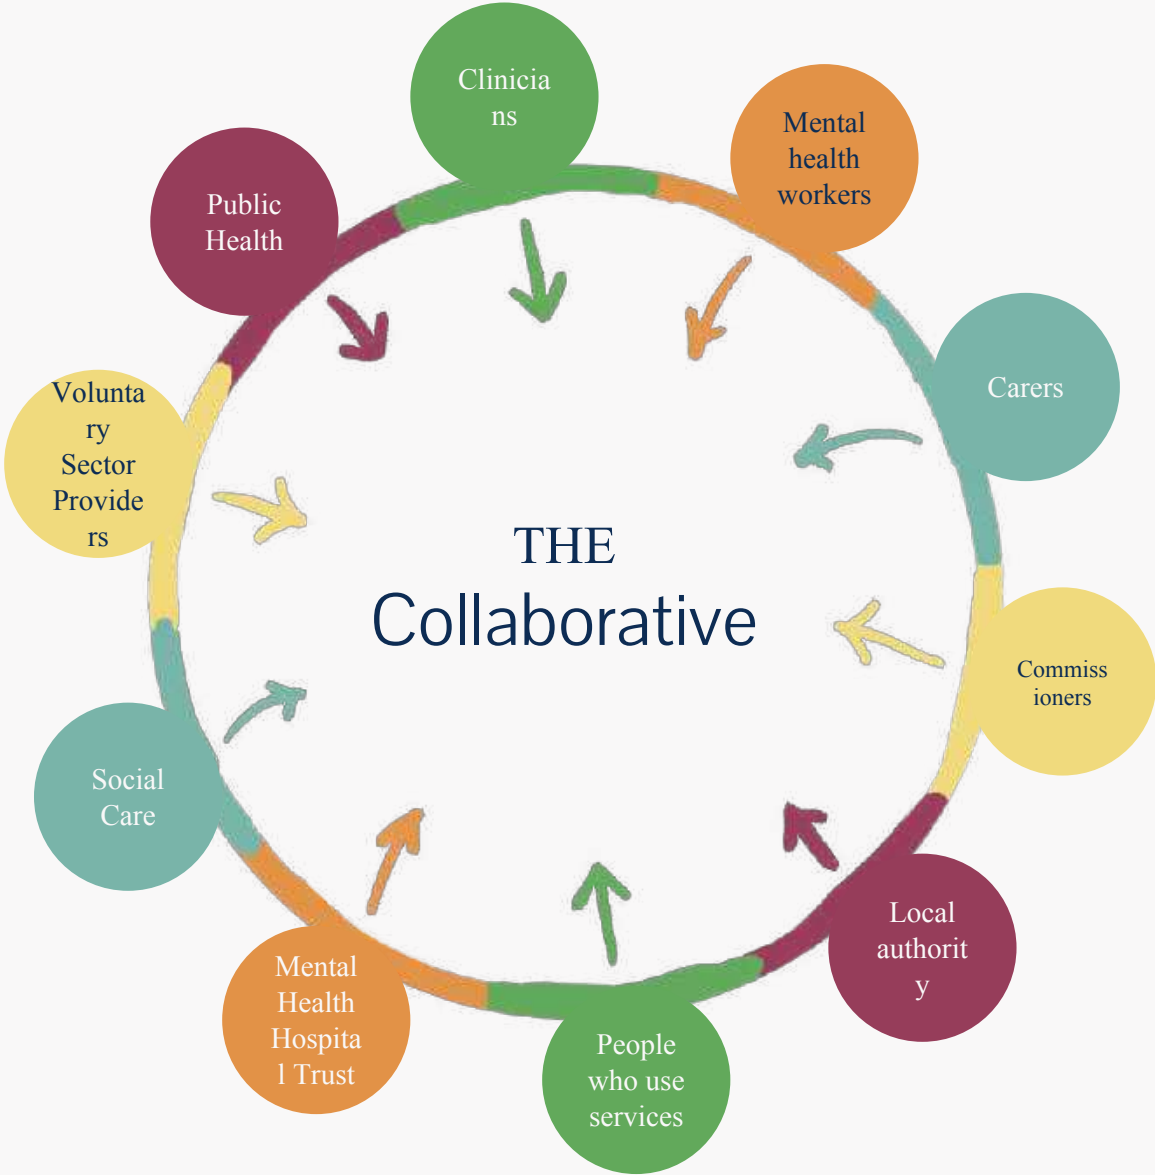 Clinicia
ns
Mental
health
workers
Public
Health
Carers
Volunta
ry
Sector
Provide
rs
THE
Collaborative
Commiss
ioners
Social
Care
Local
authorit
y
Mental
Health
Hospita
l Trust
People
who use
services